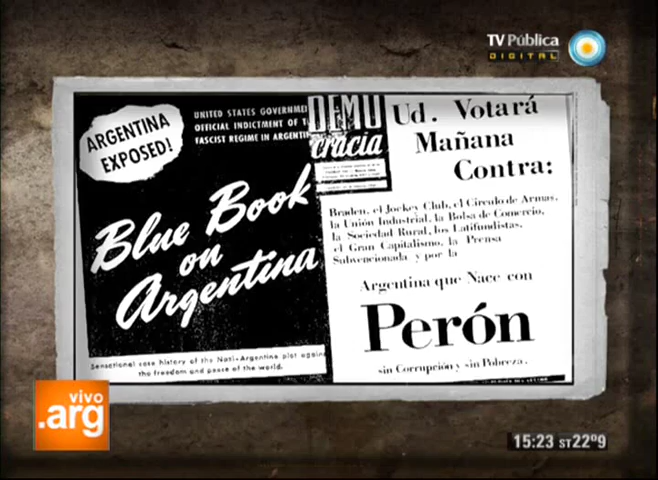 TV Pública
DIGITAL
ARGENTINA
EXPOSED!
UNITED STATES GOVERNME
OFFICIAL INDICTMENT OF T
FASCIST REGIME IN ARGENTIN
Blue Book
on
Argentina
Sensational case history of the Nazi-Argentine plot again
the freedom and peace of the world.
DEMO
cracia
Ud. Votará
Mañana
Contra:
Braden, el Jockey Club, el Círculo de Armas,
la Unión Industrial, la Bolsa de Comercio,
la Sociedad Rural, los Latifundistas,
el Gran Capitalismo, la Prensa
Subvencionada y por la
Argentina que Nace con
Perón
sin Corrupción y sin Pobreza.
vivo
.arg
15:23 ST22º9